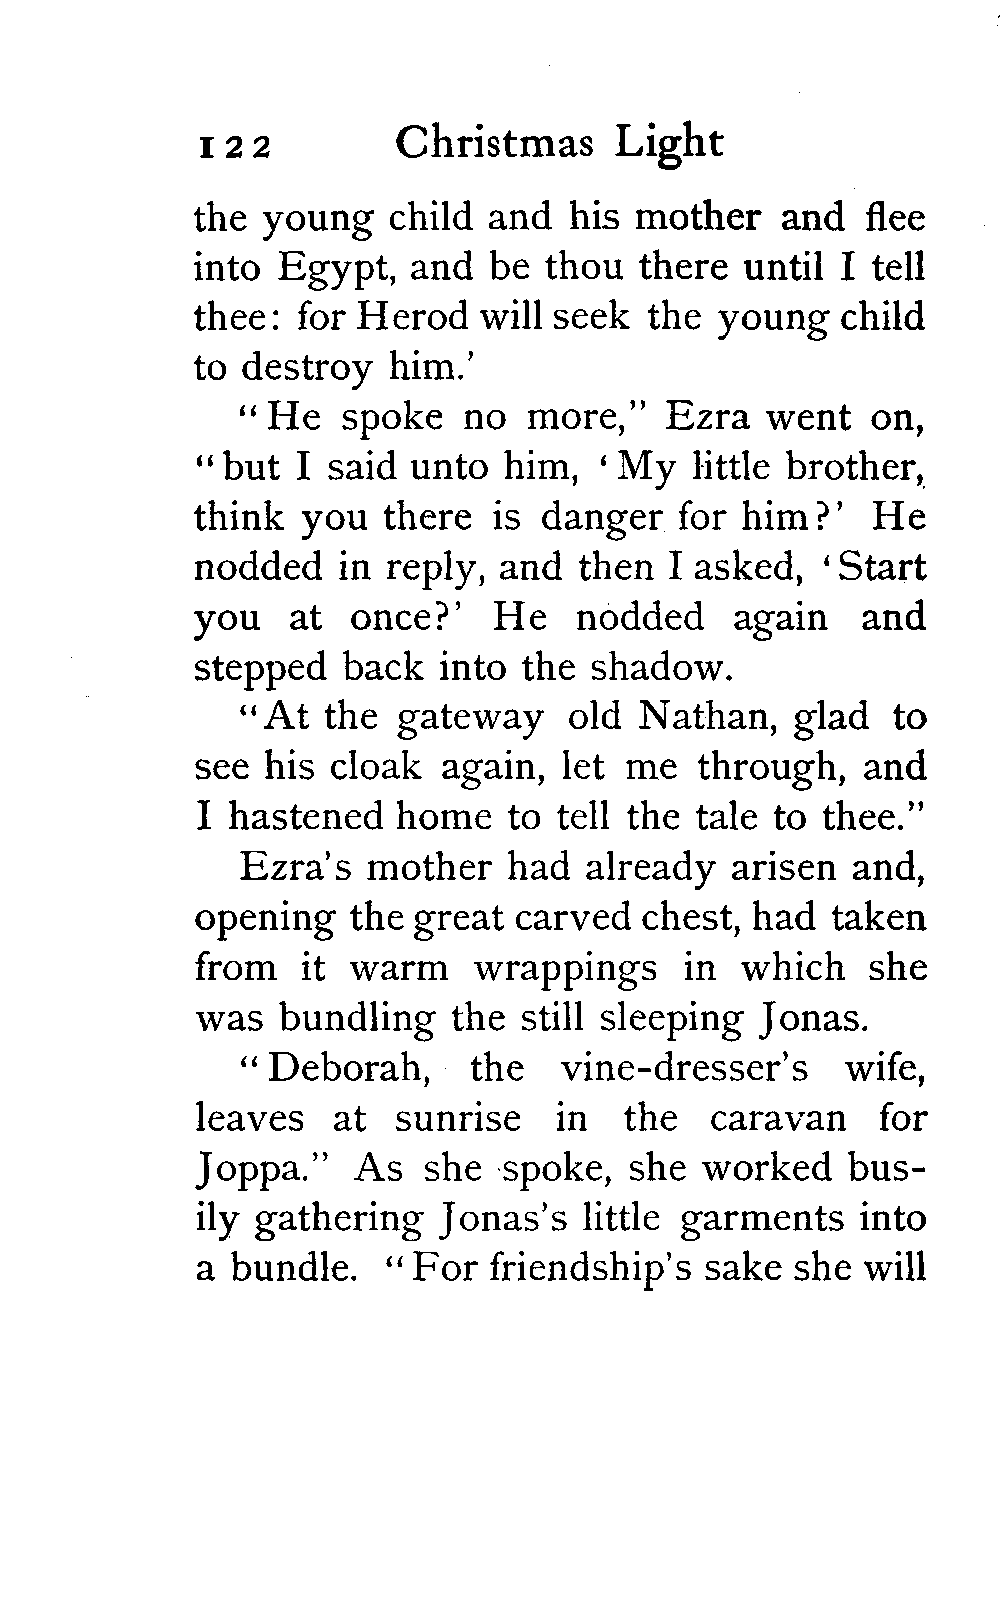 122 Christmas Light
the young child and his mother and flee
into Egypt, and be thou there until I tell
thee: for Herod will seek the young child
to destroy him.'
"He spoke no more," Ezra went on,
"but I said unto him, 'My little brother,
think you there is danger for him?' He
nodded in reply, and then I asked, 'Start
you at once?' He nodded again and
stepped back into the shadow.
"At the gateway old Nathan, glad to
see his cloak again, let me through, and
I hastened home to tell the tale to thee."
Ezra's mother had already arisen and,
opening the great carved chest, had taken
from it warm wrappings in which she
was bundling the still sleeping Jonas.
"Deborah, the vine-dresser's wife,
leaves at sunrise in the caravan for
Joppa." As she spoke, she worked bus-
ily gathering Jonas's little garments into
a bundle. "For friendship's sake she will